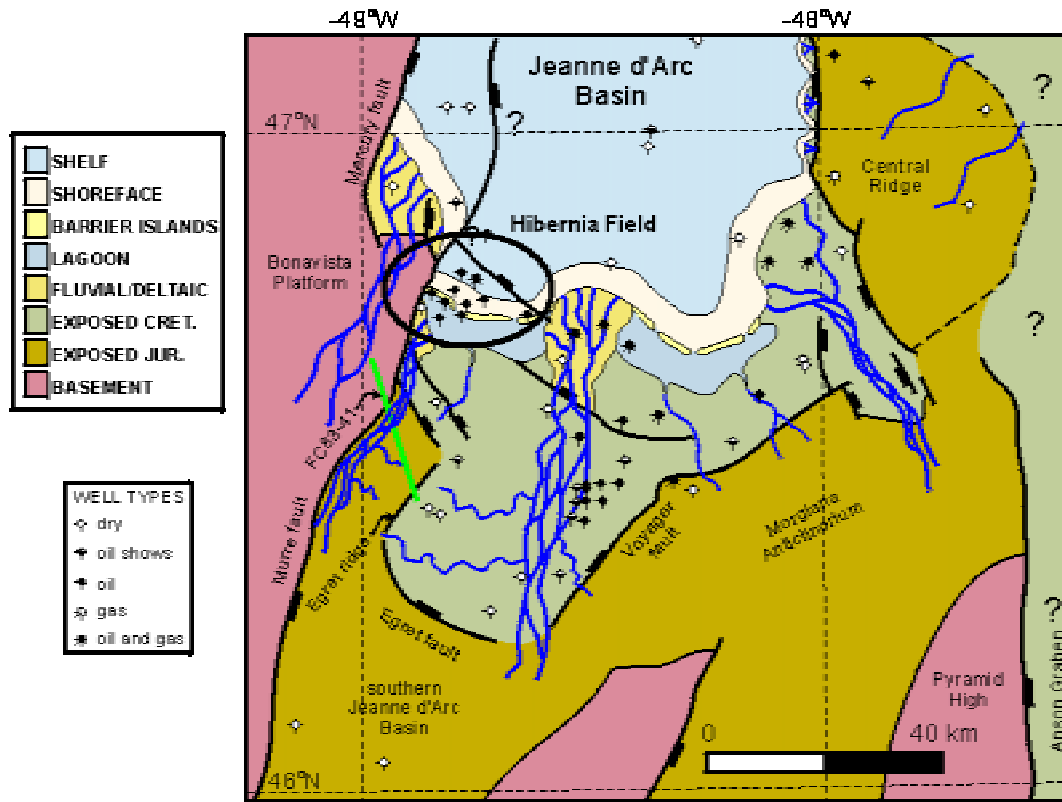 -48°W
-48°W
Jeanne d'Arc
Basin
47°N
?
?
Mercury fault
Central
Ridge
SHELF
SHOREFACE
BARRIER ISLANDS
LAGOON
FLUVIAL/DELTAIC
EXPOSED CRET.
EXPOSED JUR.
BASEMENT
Hibernia Field
Bonavista
Platform
?
FC83-41
WELL TYPES
dry
oil shows
oil
gas
oil and gas
Murre fault
Egret ridge
Egret fault
Voyager
fault
Morgiana
Anticlinorium
southern
Jeanne d'Arc
Basin
Pyramid
High
?
Anson Graben
0
40 km
46°N